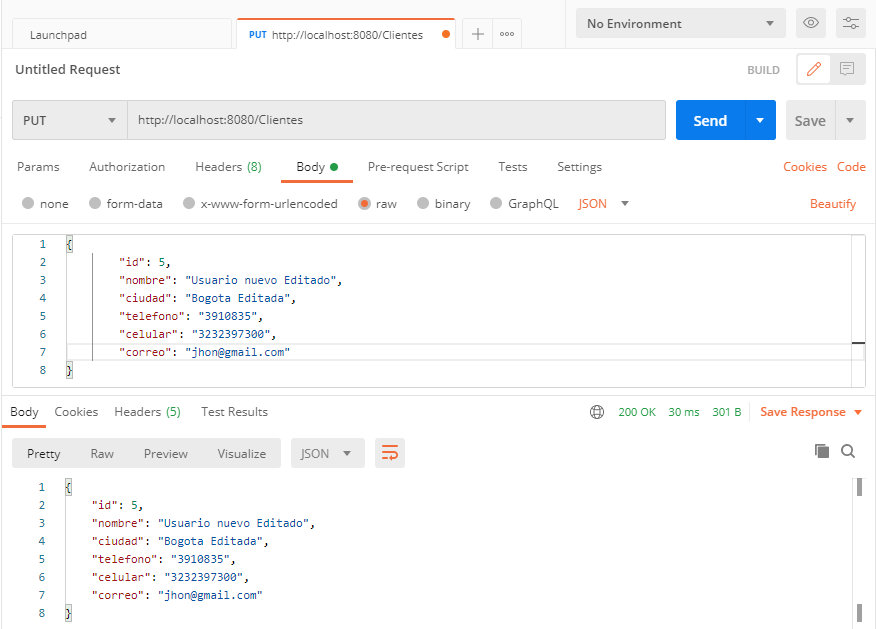 Launchpad
PUT http://localhost:8080/Clientes
No Environment
Untitled Request
BUILD
PUT http://localhost:8080/Clientes Send Save
Params Authorization Headers (8) Body Pre-request Script Tests Settings Cookies Code
none form-data x-www-form-urlencoded raw binary GraphQL JSON Beautify
1 {
2 "id": 5,
3 "nombre": "Usuario nuevo Editado",
4 "ciudad": "Bogota Editada",
5 "telefono": "3910835",
6 "celular": "3232397300",
7 "correo": "jhon@gmail.com"
8 }
Body Cookies Headers (5) Test Results 200 OK 30 ms 301 B Save Response
Pretty Raw Preview Visualize JSON
1 {
2 "id": 5,
3 "nombre": "Usuario nuevo Editado",
4 "ciudad": "Bogota Editada",
5 "telefono": "3910835",
6 "celular": "3232397300",
7 "correo": "jhon@gmail.com"
8 }